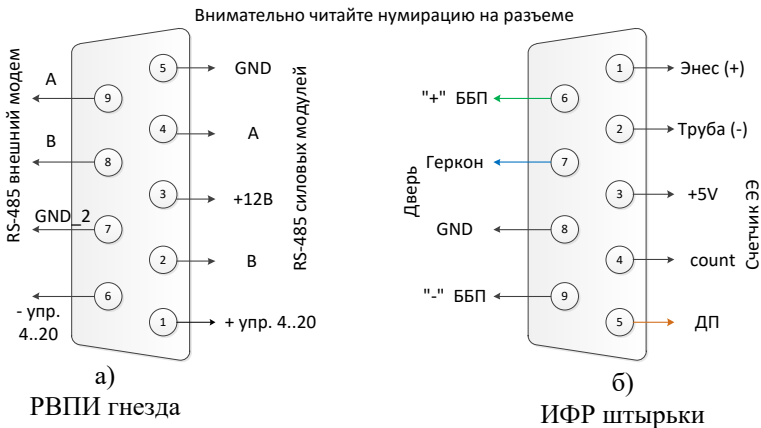 Внимательно читайте нумирацию на разъеме
RS-485 внешний модем
A
B
GND_2
- упр.
4..20
9
8
7
6
5
4
3
2
1
GND
A
+12В
B
+ упр. 4..20
RS-485 силовых модулей
а)
РВПИ гнезда
Дверь
"+" ББП
Геркон
GND
"-" ББП
6
7
8
9
1
2
3
4
5
Энес (+)
Труба (-)
+5V
count
ДП
Счетчик ЭЭ
б)
ИФР штырьки